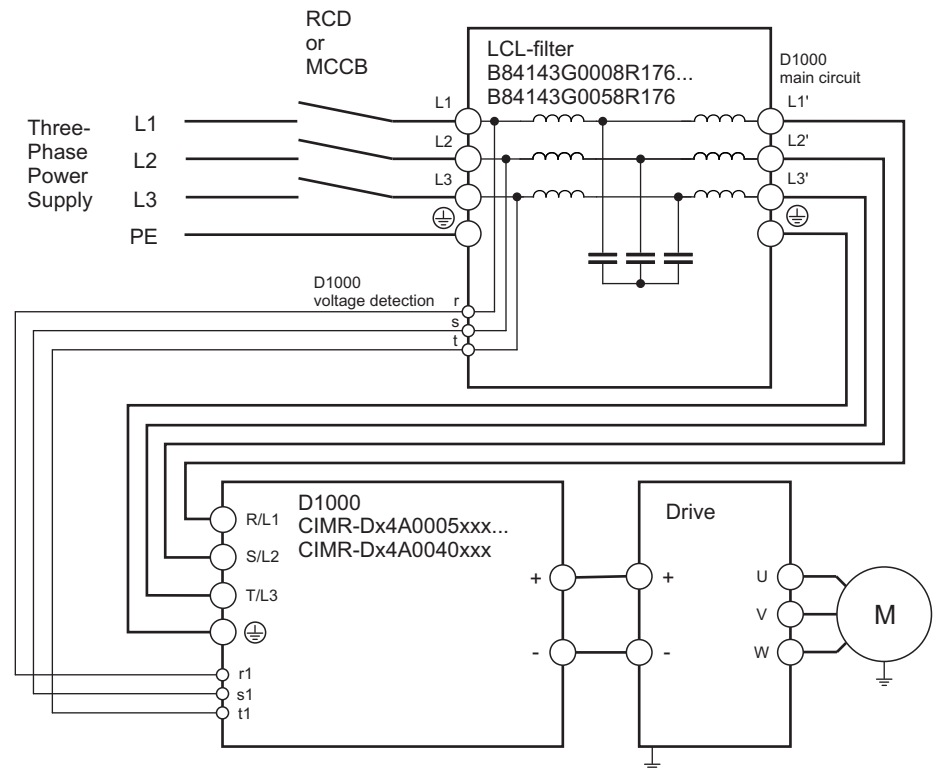 RCD
or
MCCB
LCL-filter
B84143G0008R176...
B84143G0058R176
D1000
main circuit
Three-
Phase
Power
Supply
L1
L2
L3
PE
L1
L2
L3
L1'
L2'
L3'
D1000
voltage detection
r
s
t
D1000
CIMR-Dx4A0005xxx...
CIMR-Dx4A0040xxx
R/L1
S/L2
T/L3
r1
s1
t1
+
-
Drive
+
-
U
V
W
M